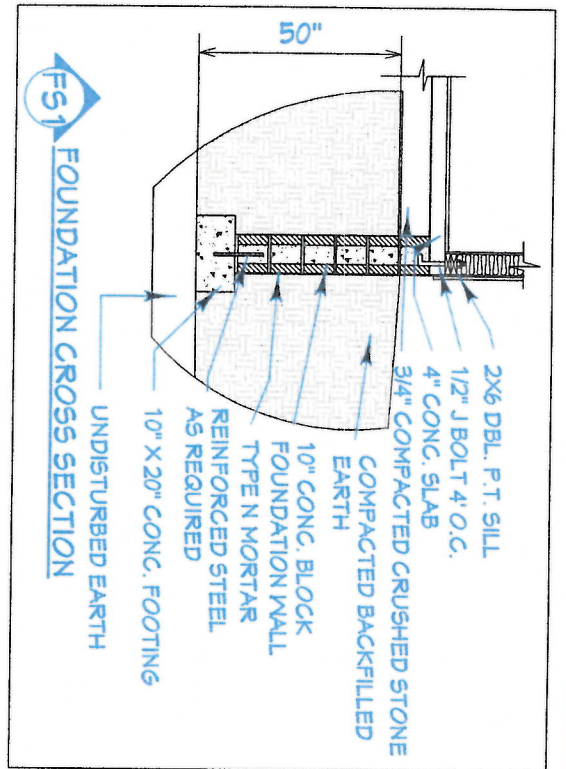 50"
2X6 DBL. P.T. SILL
1/2" J BOLT 4' O.C.
4" CONC. SLAB
3/4" COMPACTED CRUSHED STONE
COMPACTED BACKFILLED
EARTH
10" CONC. BLOCK
FOUNDATION WALL
TYPE N MORTAR
REINFORCED STEEL
AS REQUIRED
10" X 20" CONC. FOOTING
UNDISTURBED EARTH
FS1
FOUNDATION CROSS SECTION